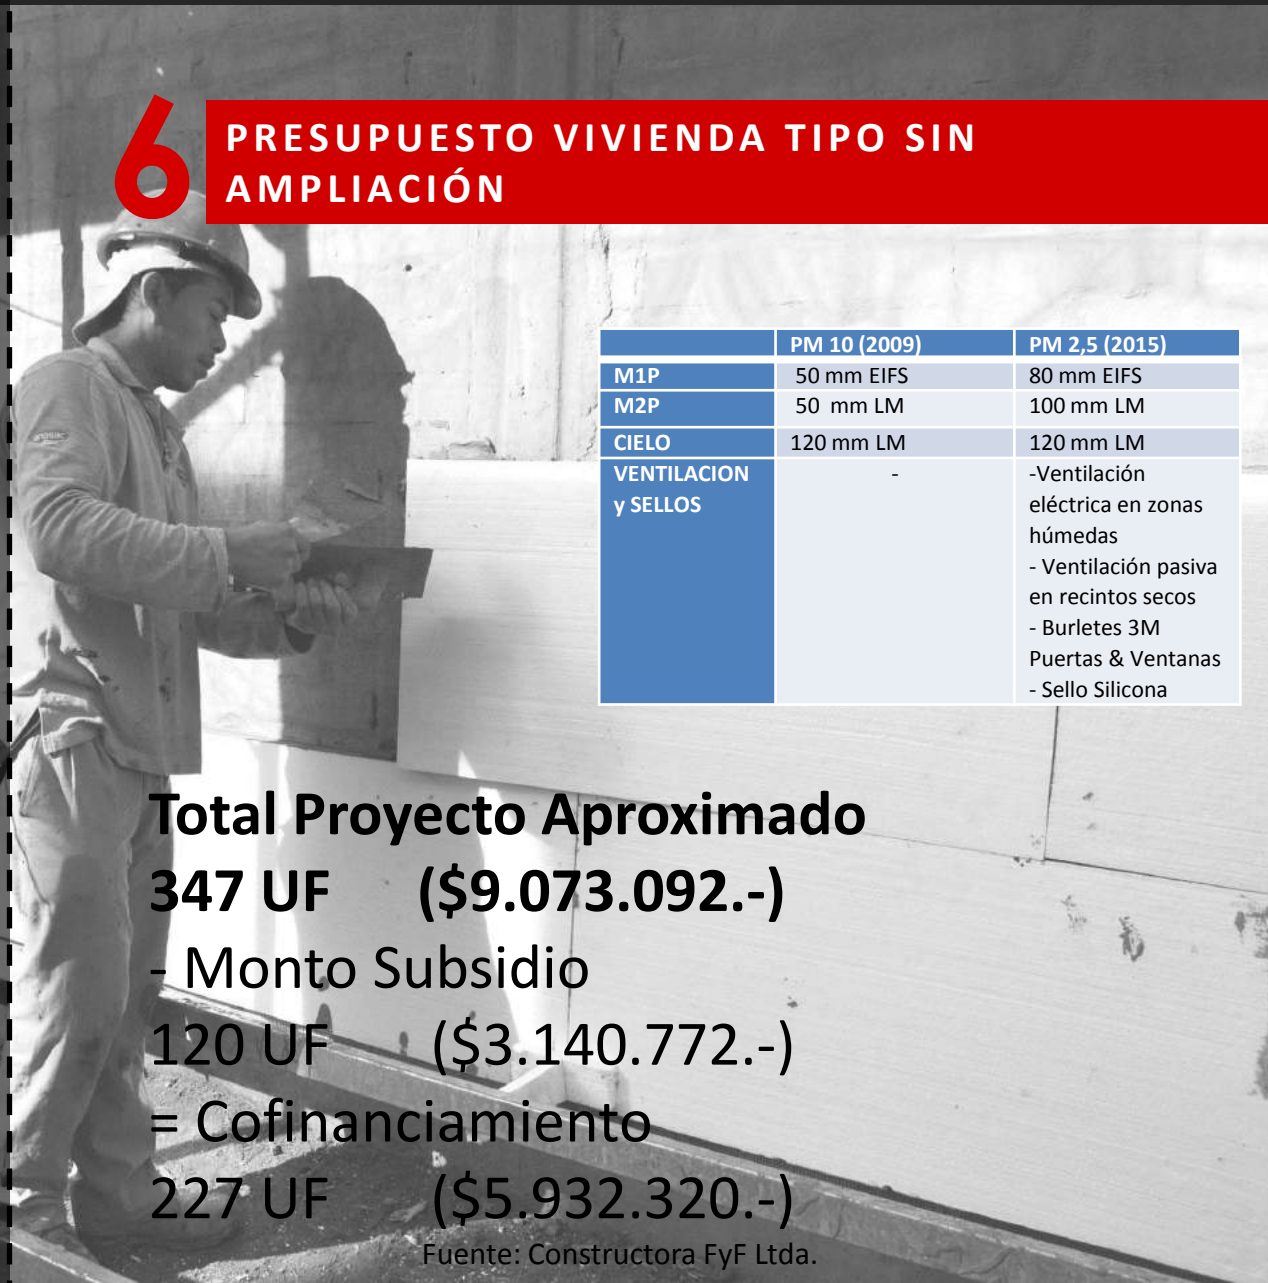 6
PRESUPUESTO VIVIENDA TIPO SIN
AMPLIACIÓN
PM 10 (2009) PM 2,5 (2015)
M1P 50 mm EIFS 80 mm EIFS
M2P 50 mm LM 100 mm LM
CIELO 120 mm LM 120 mm LM
VENTILACION - -Ventilación
y SELLOS eléctrica en zonas
húmedas
- Ventilación pasiva
en recintos secos
- Burletes 3M
Puertas & Ventanas
- Sello Silicona
Total Proyecto Aproximado
347 UF ($9.073.092.-)
- Monto Subsidio
120 UF ($3.140.772.-)
= Cofinanciamiento
227 UF ($5.932.320.-)
Fuente: Constructora FyF Ltda.